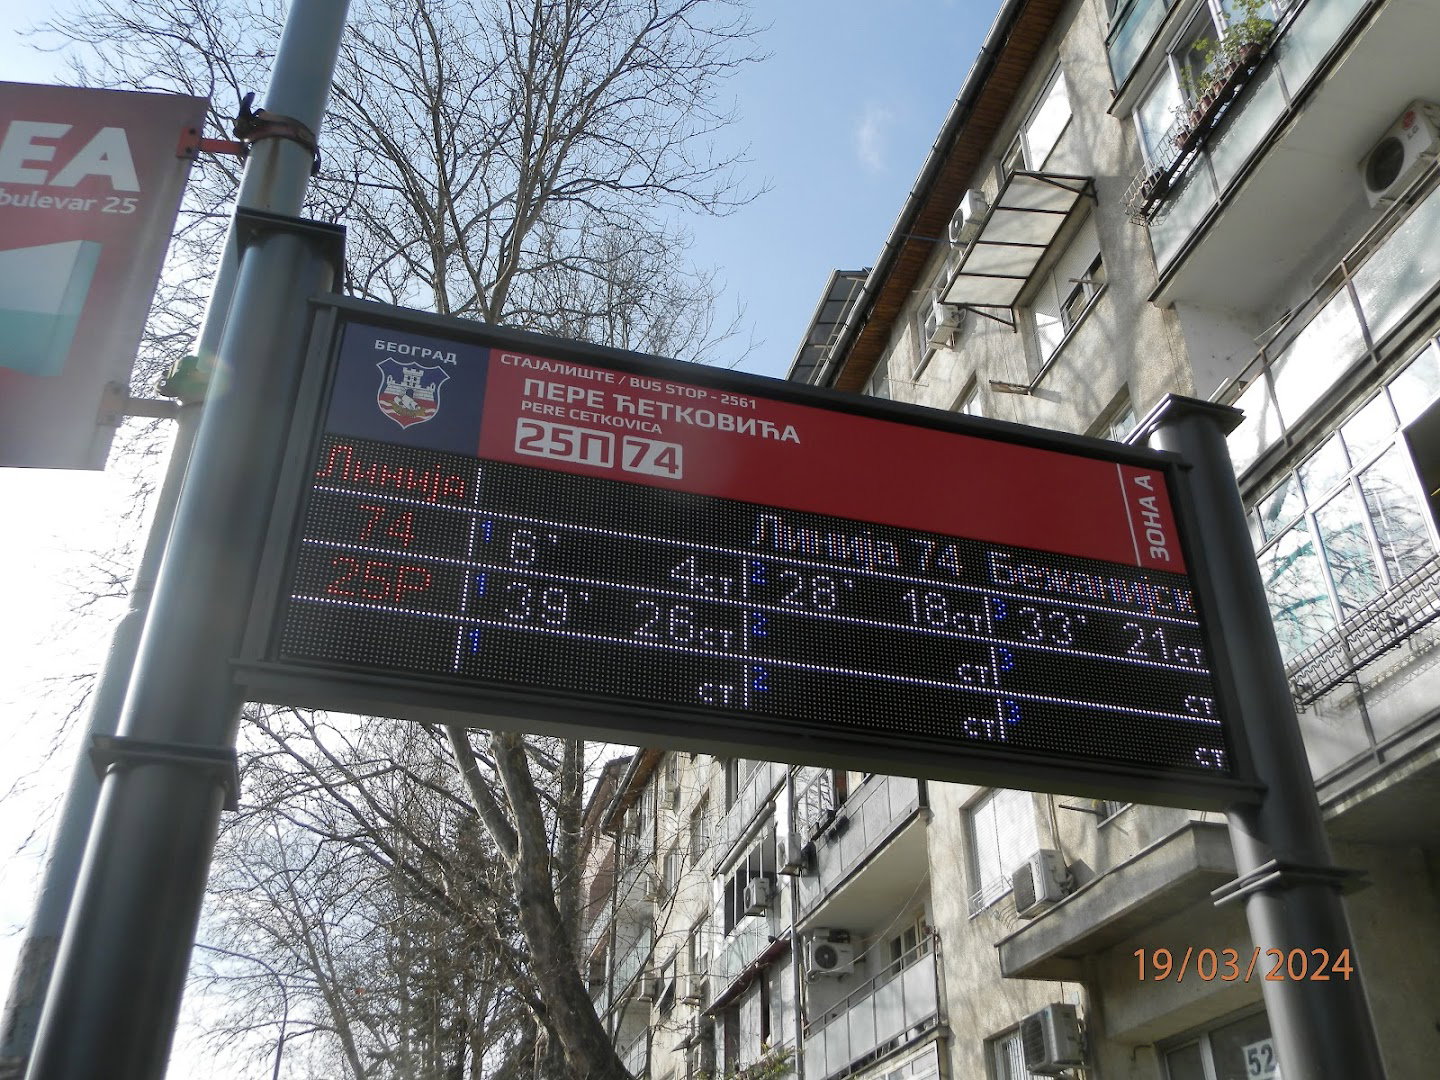 EA
bulevar 25
БЕОГРАД
СТАЈАЛИШТЕ / BUS STOP - 2561
ПЕРЕ ЋЕТКОВИЋА
PERE CETKOVICA
25П 74
ЗОНА А
Линија
Линија 74 Бежанијск
74 1 6` 4ст 2 28` 18ст 3 33` 21ст
25P 1 39` 26ст 2 ст 3 ст
1 ст 2 ст 3 ст
19/03/2024
52